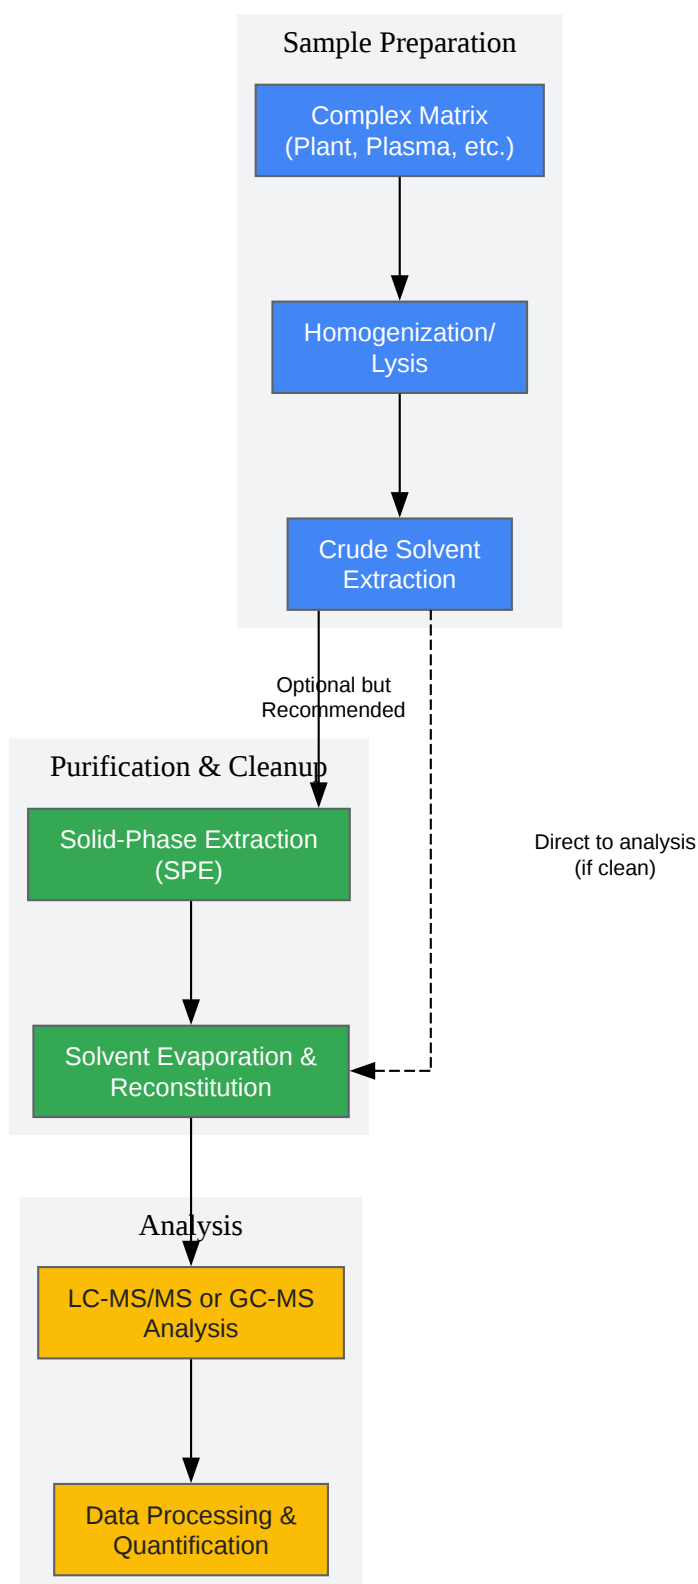 Sample Preparation
Complex Matrix
(Plant, Plasma, etc.)
Homogenization/
Lysis
Crude Solvent
Extraction
Optional but
Recommended
Purification & Cleanup
Solid-Phase Extraction
(SPE)
Direct to analysis
(if clean)
Solvent Evaporation &
Reconstitution
Analysis
LC-MS/MS or GC-MS
Analysis
Data Processing &
Quantification